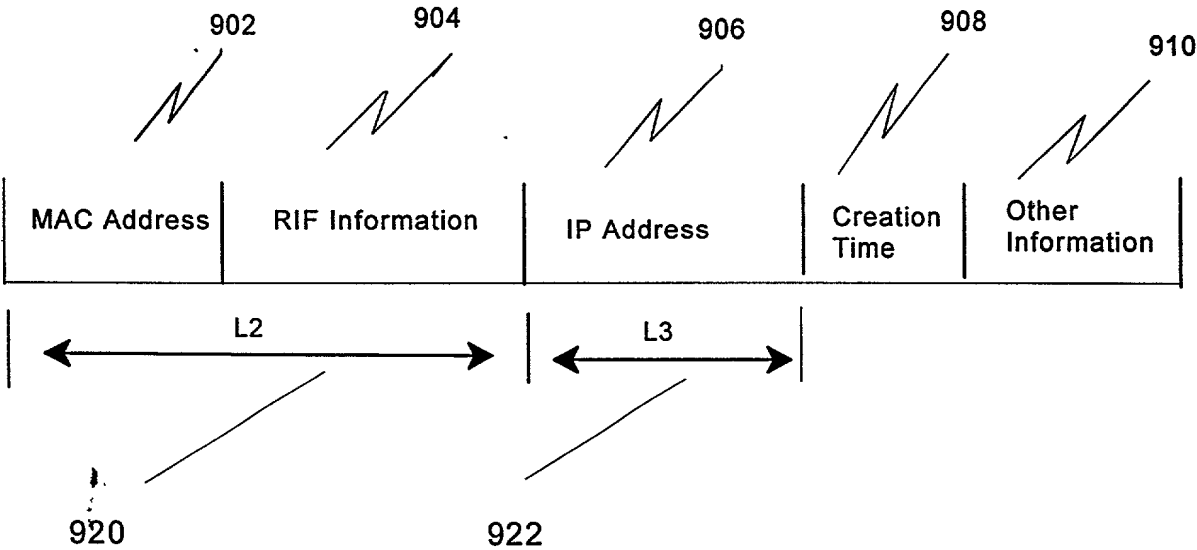 902
904
906
908
910
MAC Address
RIF Information
IP Address
Creation
Time
Other
Information
L2
L3
920
922